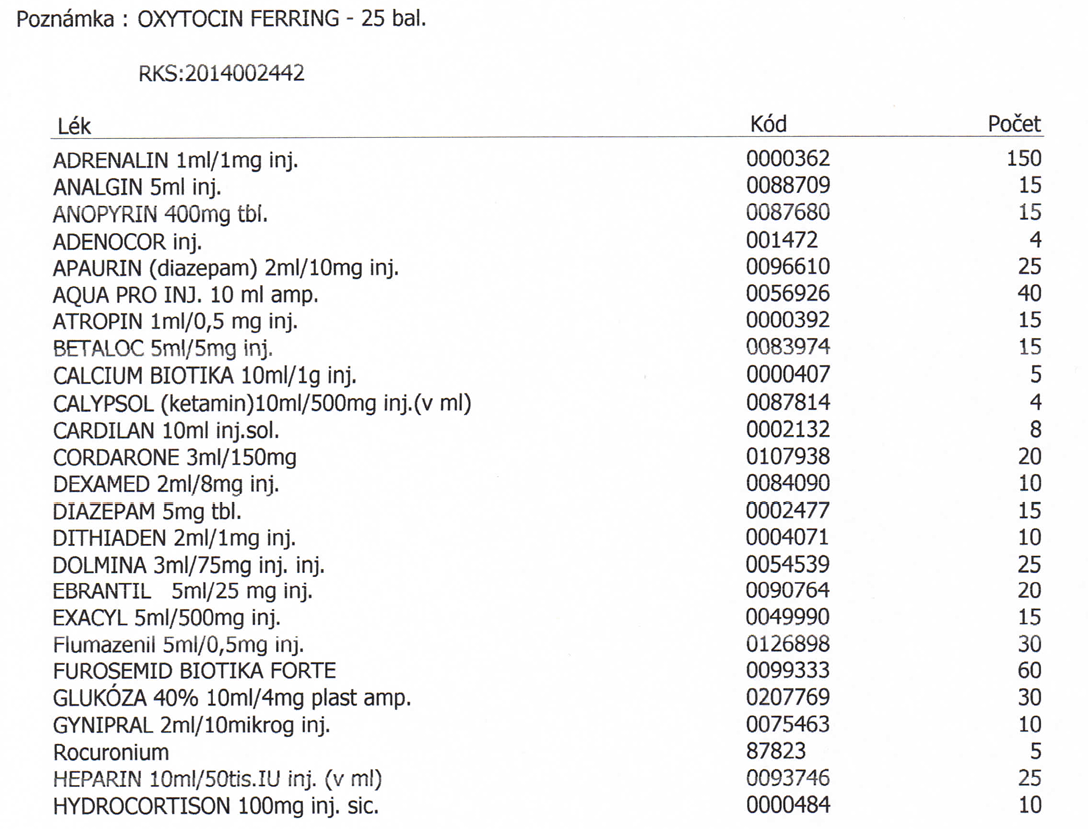 Poznámka : OXYTOCIN FERRING - 25 bal.
RKS:2014002442
Lék Kód Počet
ADRENALIN 1ml/1mg inj. 0000362 150
ANALGIN 5ml inj. 0088709 15
ANOPYRIN 400mg tbl. 0087680 15
ADENOCOR inj. 001472 4
APAURIN (diazepam) 2ml/10mg inj. 0096610 25
AQUA PRO INJ. 10 ml amp. 0056926 40
ATROPIN 1ml/0,5 mg inj. 0000392 15
BETALOC 5ml/5mg inj. 0083974 15
CALCIUM BIOTIKA 10ml/1g inj. 0000407 5
CALYPSOL (ketamin)10ml/500mg inj.(v ml) 0087814 4
CARDILAN 10ml inj.sol. 0002132 8
CORDARONE 3ml/150mg 0107938 20
DEXAMED 2ml/8mg inj. 0084090 10
DIAZEPAM 5mg tbl. 0002477 15
DITHIADEN 2ml/1mg inj. 0004071 10
DOLMINA 3ml/75mg inj. inj. 0054539 25
EBRANTIL 5ml/25 mg inj. 0090764 20
EXACYL 5ml/500mg inj. 0049990 15
Flumazenil 5ml/0,5mg inj. 0126898 30
FUROSEMID BIOTIKA FORTE 0099333 60
GLUKÓZA 40% 10ml/4mg plast amp. 0207769 30
GYNIPRAL 2ml/10mikrog inj. 0075463 10
Rocuronium 87823 5
HEPARIN 10ml/50tis.IU inj. (v ml) 0093746 25
HYDROCORTISON 100mg inj. sic. 0000484 10